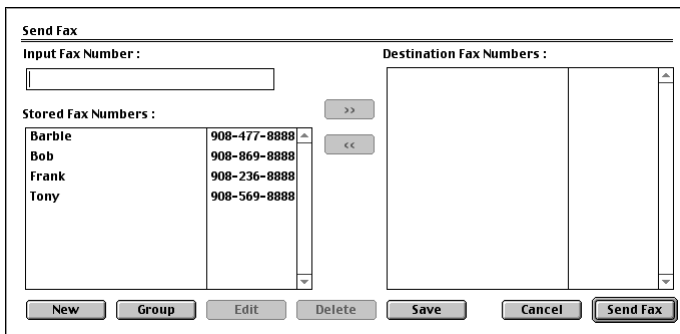 Send Fax
Input Fax Number :
Destination Fax Numbers :
>>
Stored Fax Numbers :
<<
Barble 908-477-8888
Bob 908-869-8888
Frank 908-236-8888
Tony 908-569-8888
New Group Edit Delete Save Cancel Send Fax